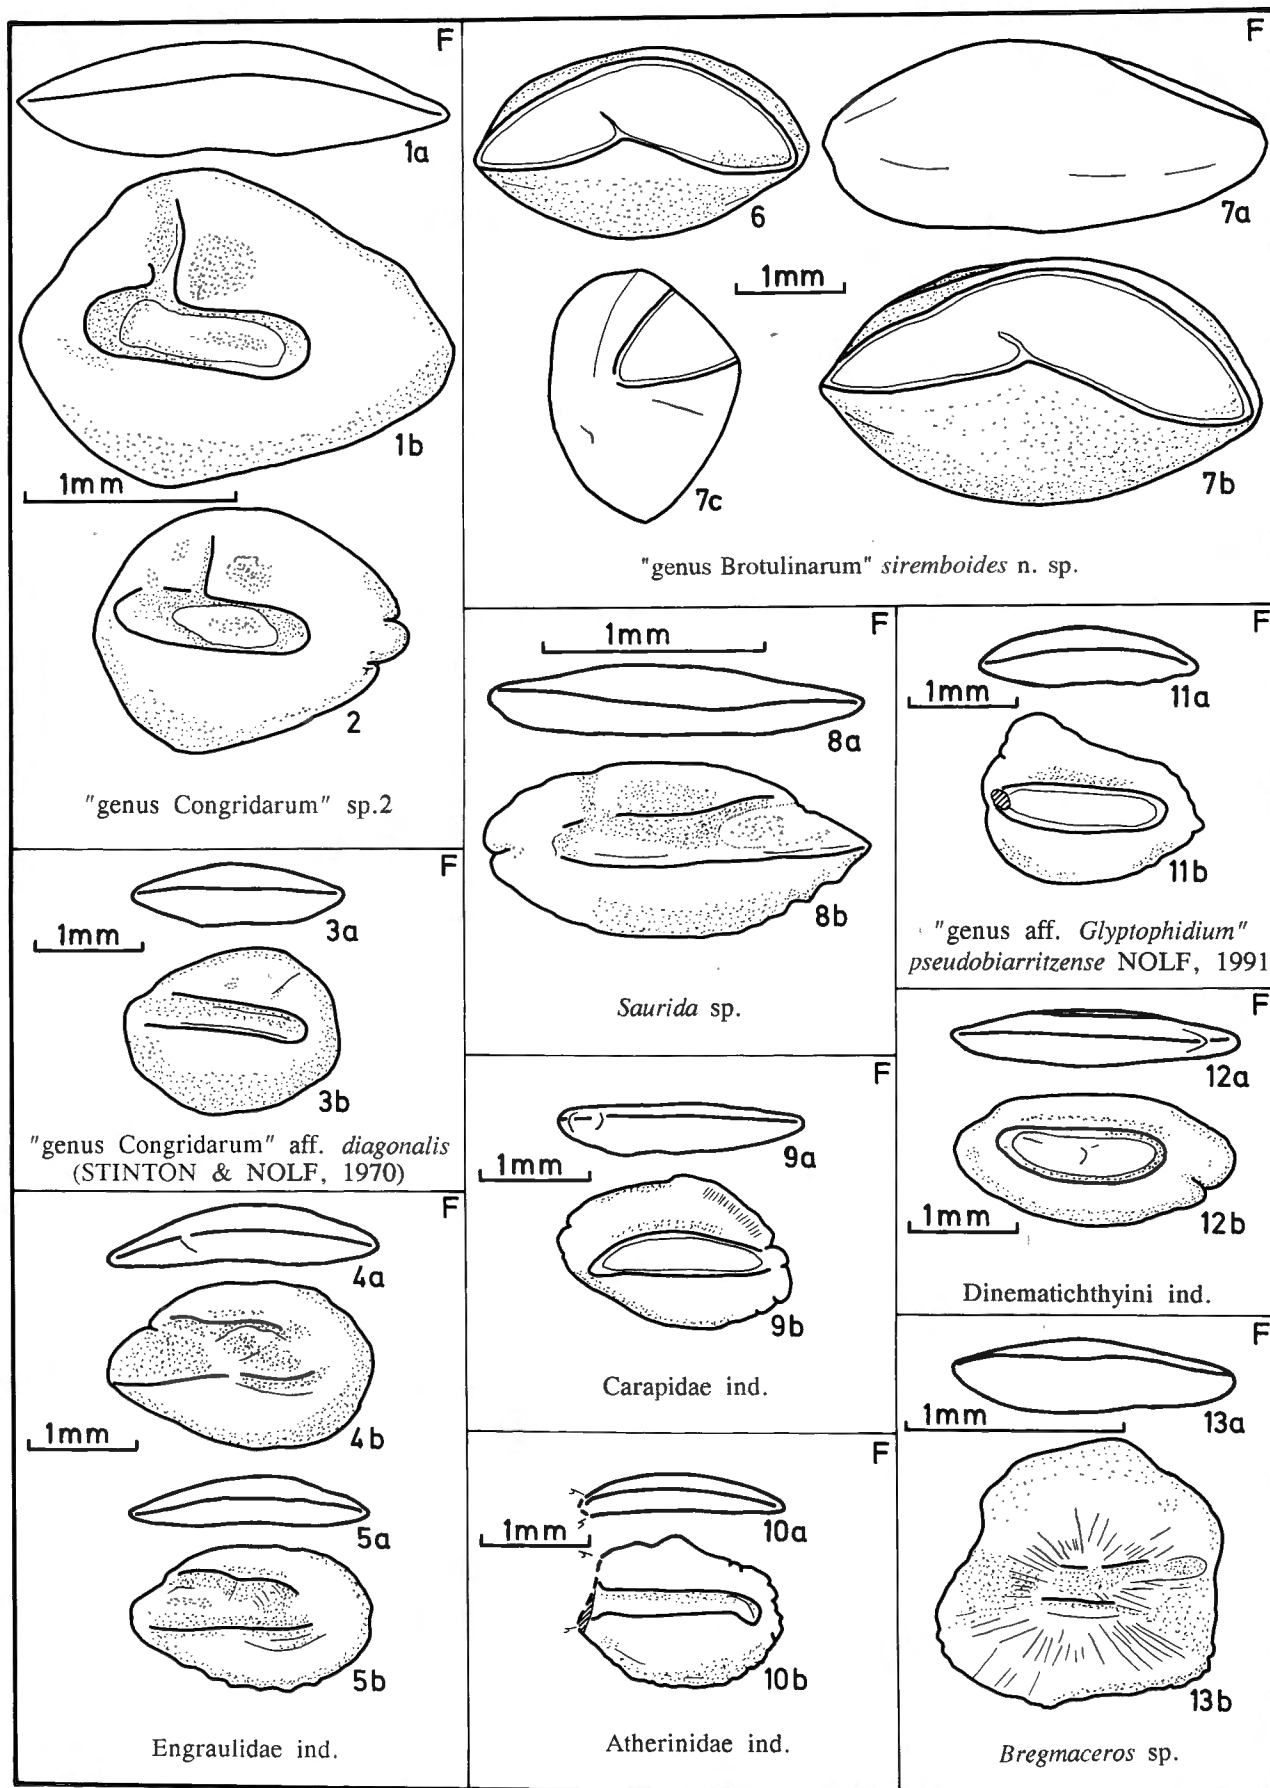 F
1a
1b
1mm
2
"genus Congridarum" sp.2
F
3a
1mm
3b
"genus Congridarum" aff. diagonalis
(STINTON & NOLF, 1970)
F
4a
4b
1mm
5a
5b
Engraulidae ind.
F
6
7a
1mm
7c
7b
"genus Brotulinarum" siremboides n. sp.
F
1mm
8a
8b
Saurida sp.
F
9a
1mm
9b
Carapidae ind.
F
10a
1mm
10b
Atherinidae ind.
F
11a
1mm
11b
"genus aff. Glyptophidium"
pseudobiarritzense NOLF, 1991
F
12a
12b
1mm
Dinematichthyini ind.
F
13a
1mm
13b
Bregmaceros sp.